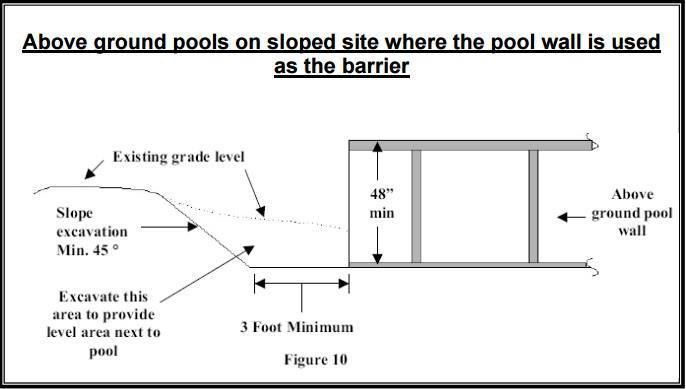 Above ground pools on sloped site where the pool wall is used
as the barrier
Existing grade level
48”
min
Above
ground pool
wall
Slope
excavation
Min. 45 °
Excavate this
area to provide
level area next to
pool
3 Foot Minimum
Figure 10